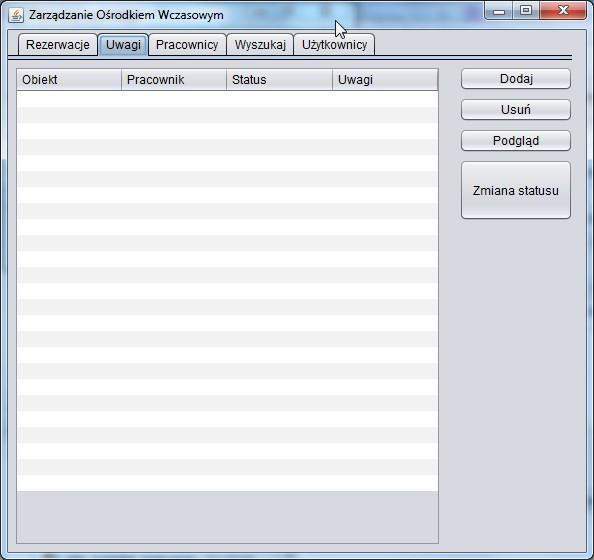 Zarządzanie Ośrodkiem Wczasowym
Rezerwacje Uwagi Pracownicy Wyszukaj Użytkownicy
Obiekt Pracownik Status Uwagi
Dodaj
Usuń
Podgląd
Zmiana statusu